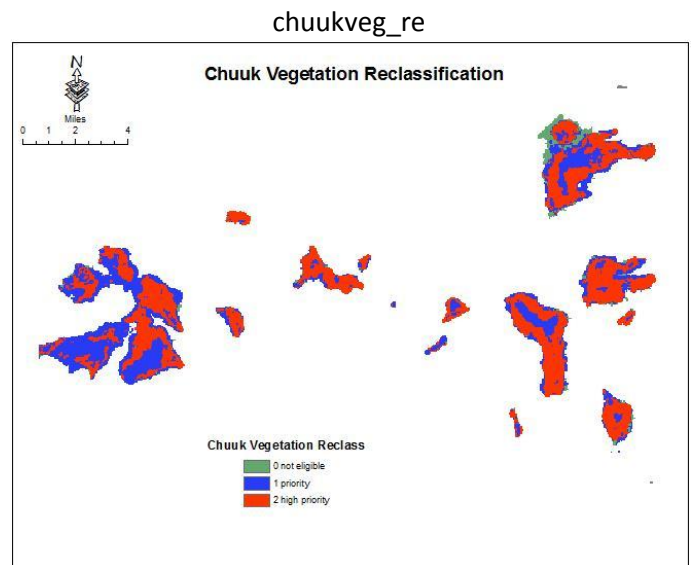 chuukveg_re
Chuuk Vegetation Reclassification
N
Miles
0 1 2 4
Chuuk Vegetation Reclass
0 not eligible
1 priority
2 high priority